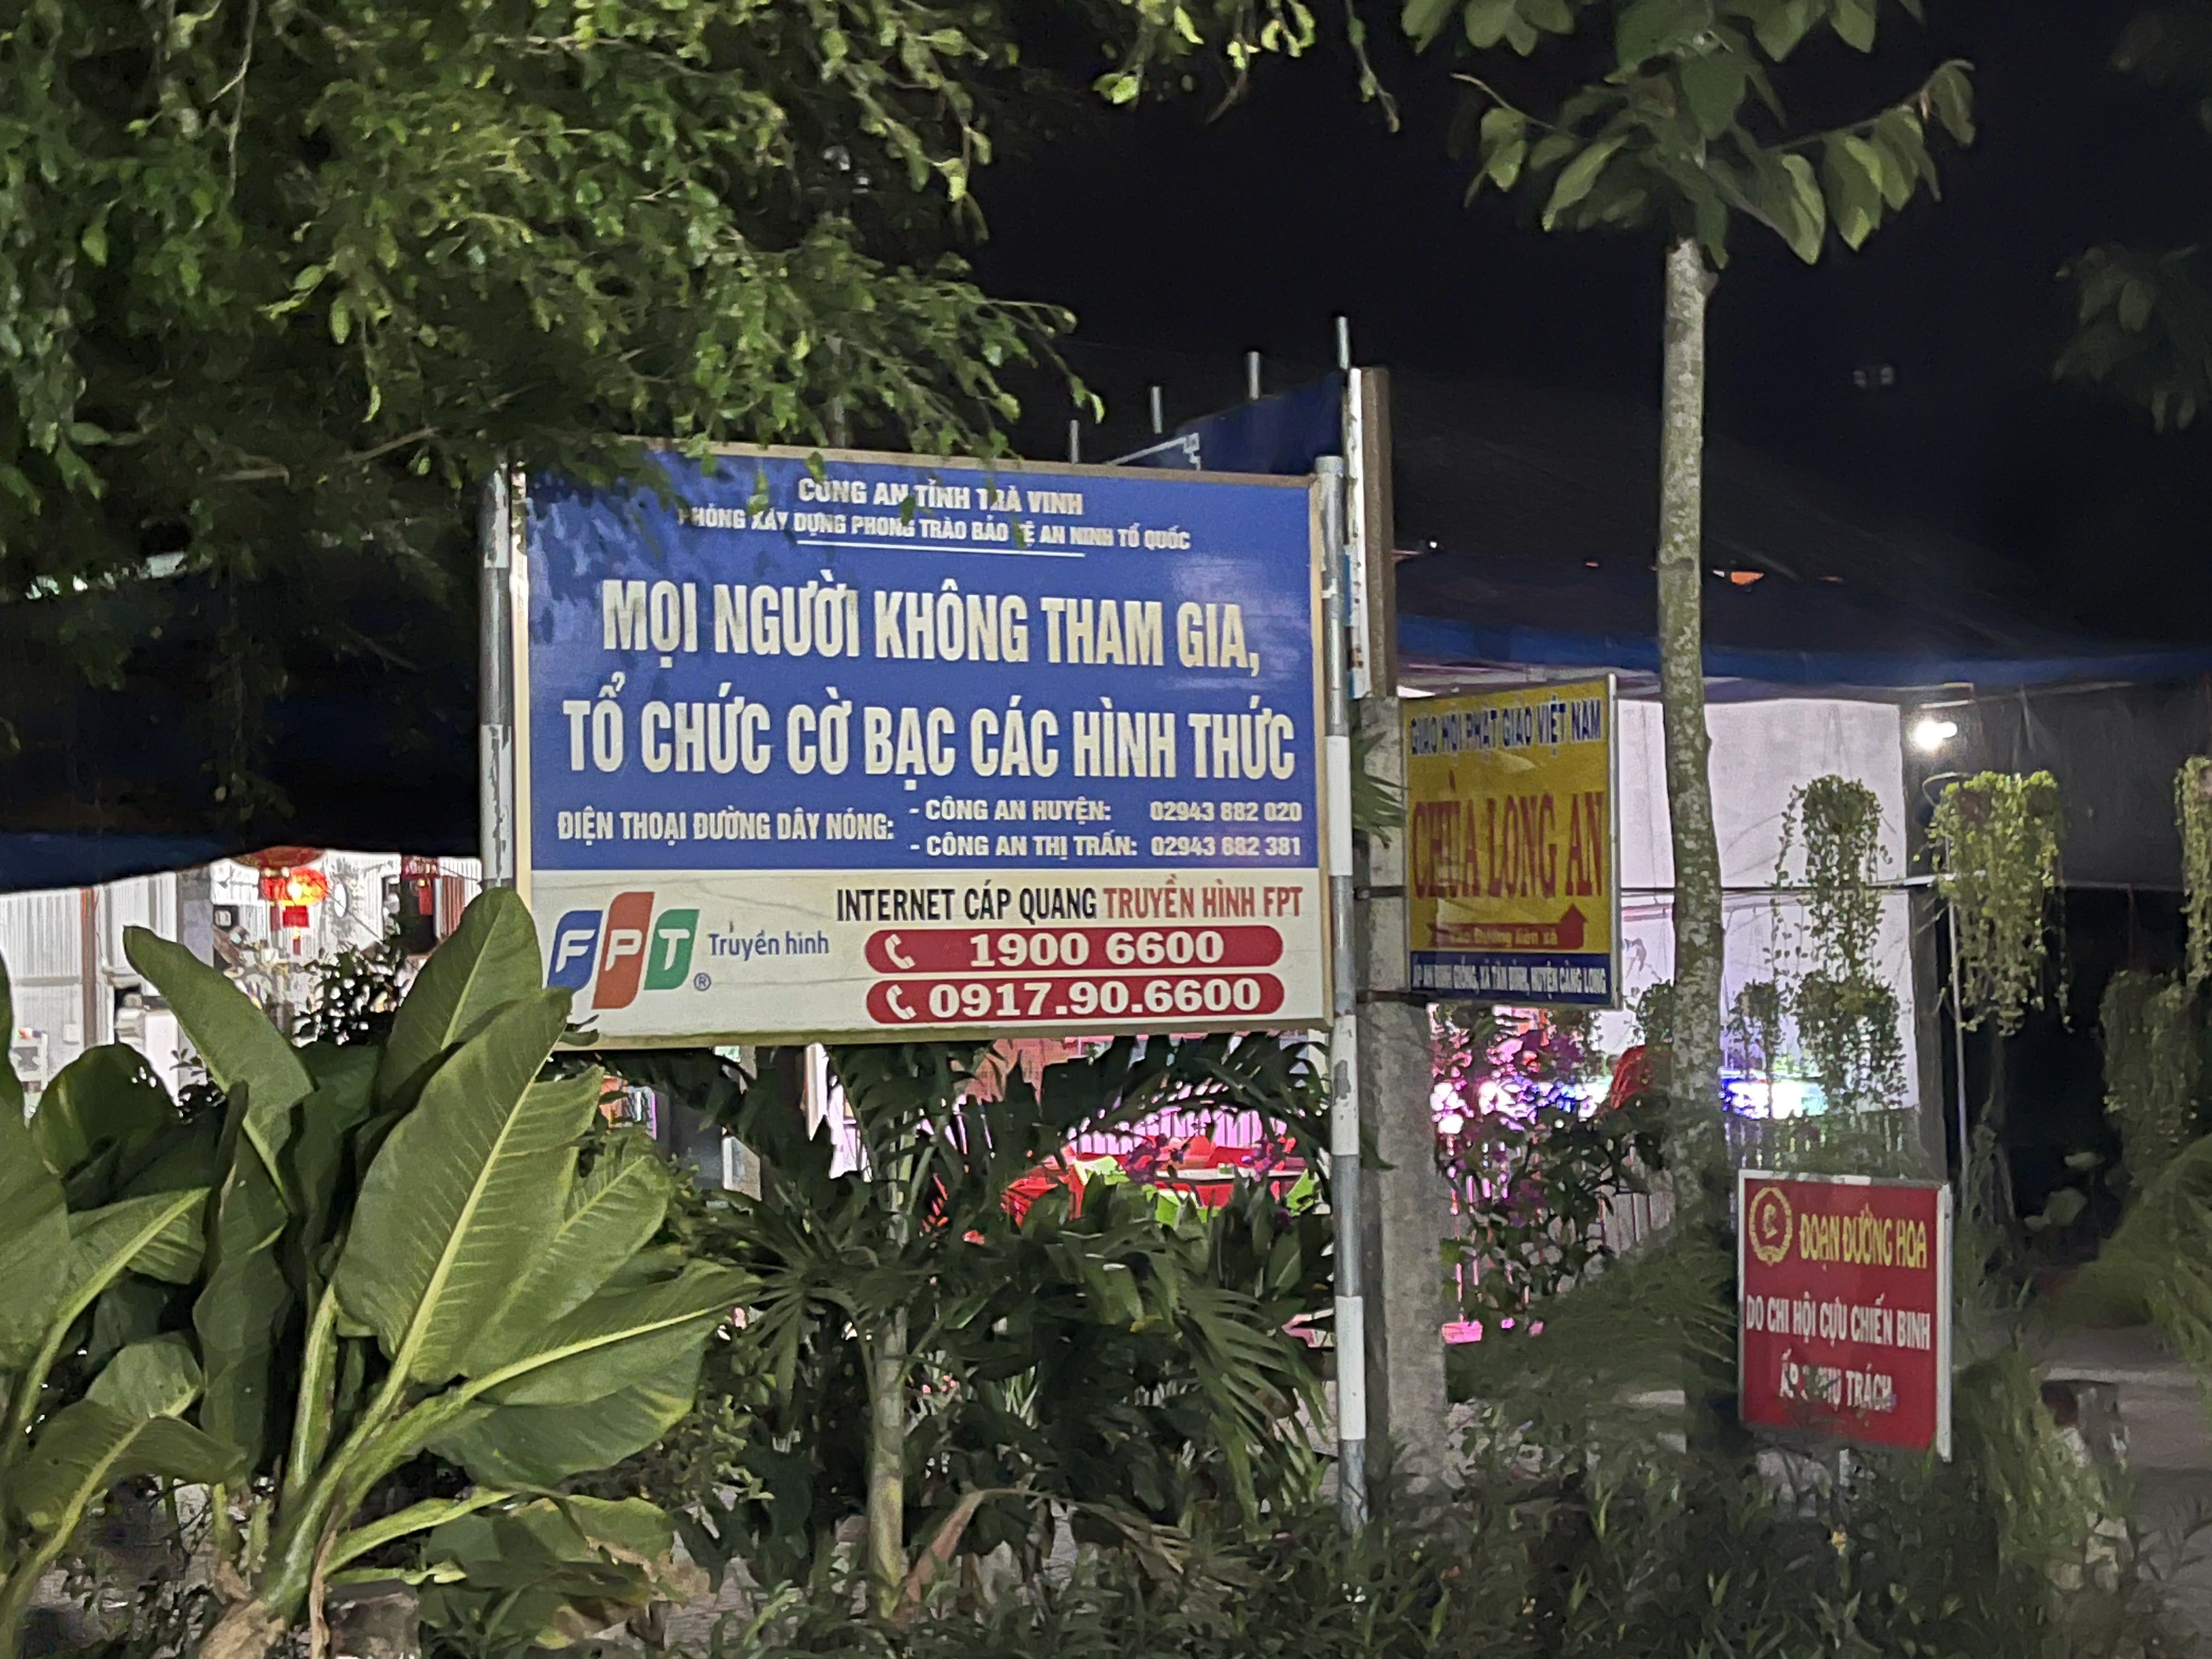 CÔNG AN TỈNH TRÀ VINH
PHÒNG XÂY DỰNG PHONG TRÀO BẢO VỆ AN NINH TỔ QUỐC
MỌI NGƯỜI KHÔNG THAM GIA,
TỔ CHỨC CỜ BẠC CÁC HÌNH THỨC
ĐIỆN THOẠI ĐƯỜNG DÂY NÓNG:
- CÔNG AN HUYỆN: 02943 882 020
- CÔNG AN THỊ TRẤN: 02943 882 381
FPT ® Truyền hình
INTERNET CÁP QUANG TRUYỀN HÌNH FPT
1900 6600
0917.90.6600
GIÁO HỘI PHẬT GIÁO VIỆT NAM
CHÙA LONG AN
XÃ TÂN BÌNH, HUYỆN CÀNG LONG
ĐOẠN ĐƯỜNG HOA
DO CHI HỘI CỰU CHIẾN BINH
ẤP PHỤ TRÁCH